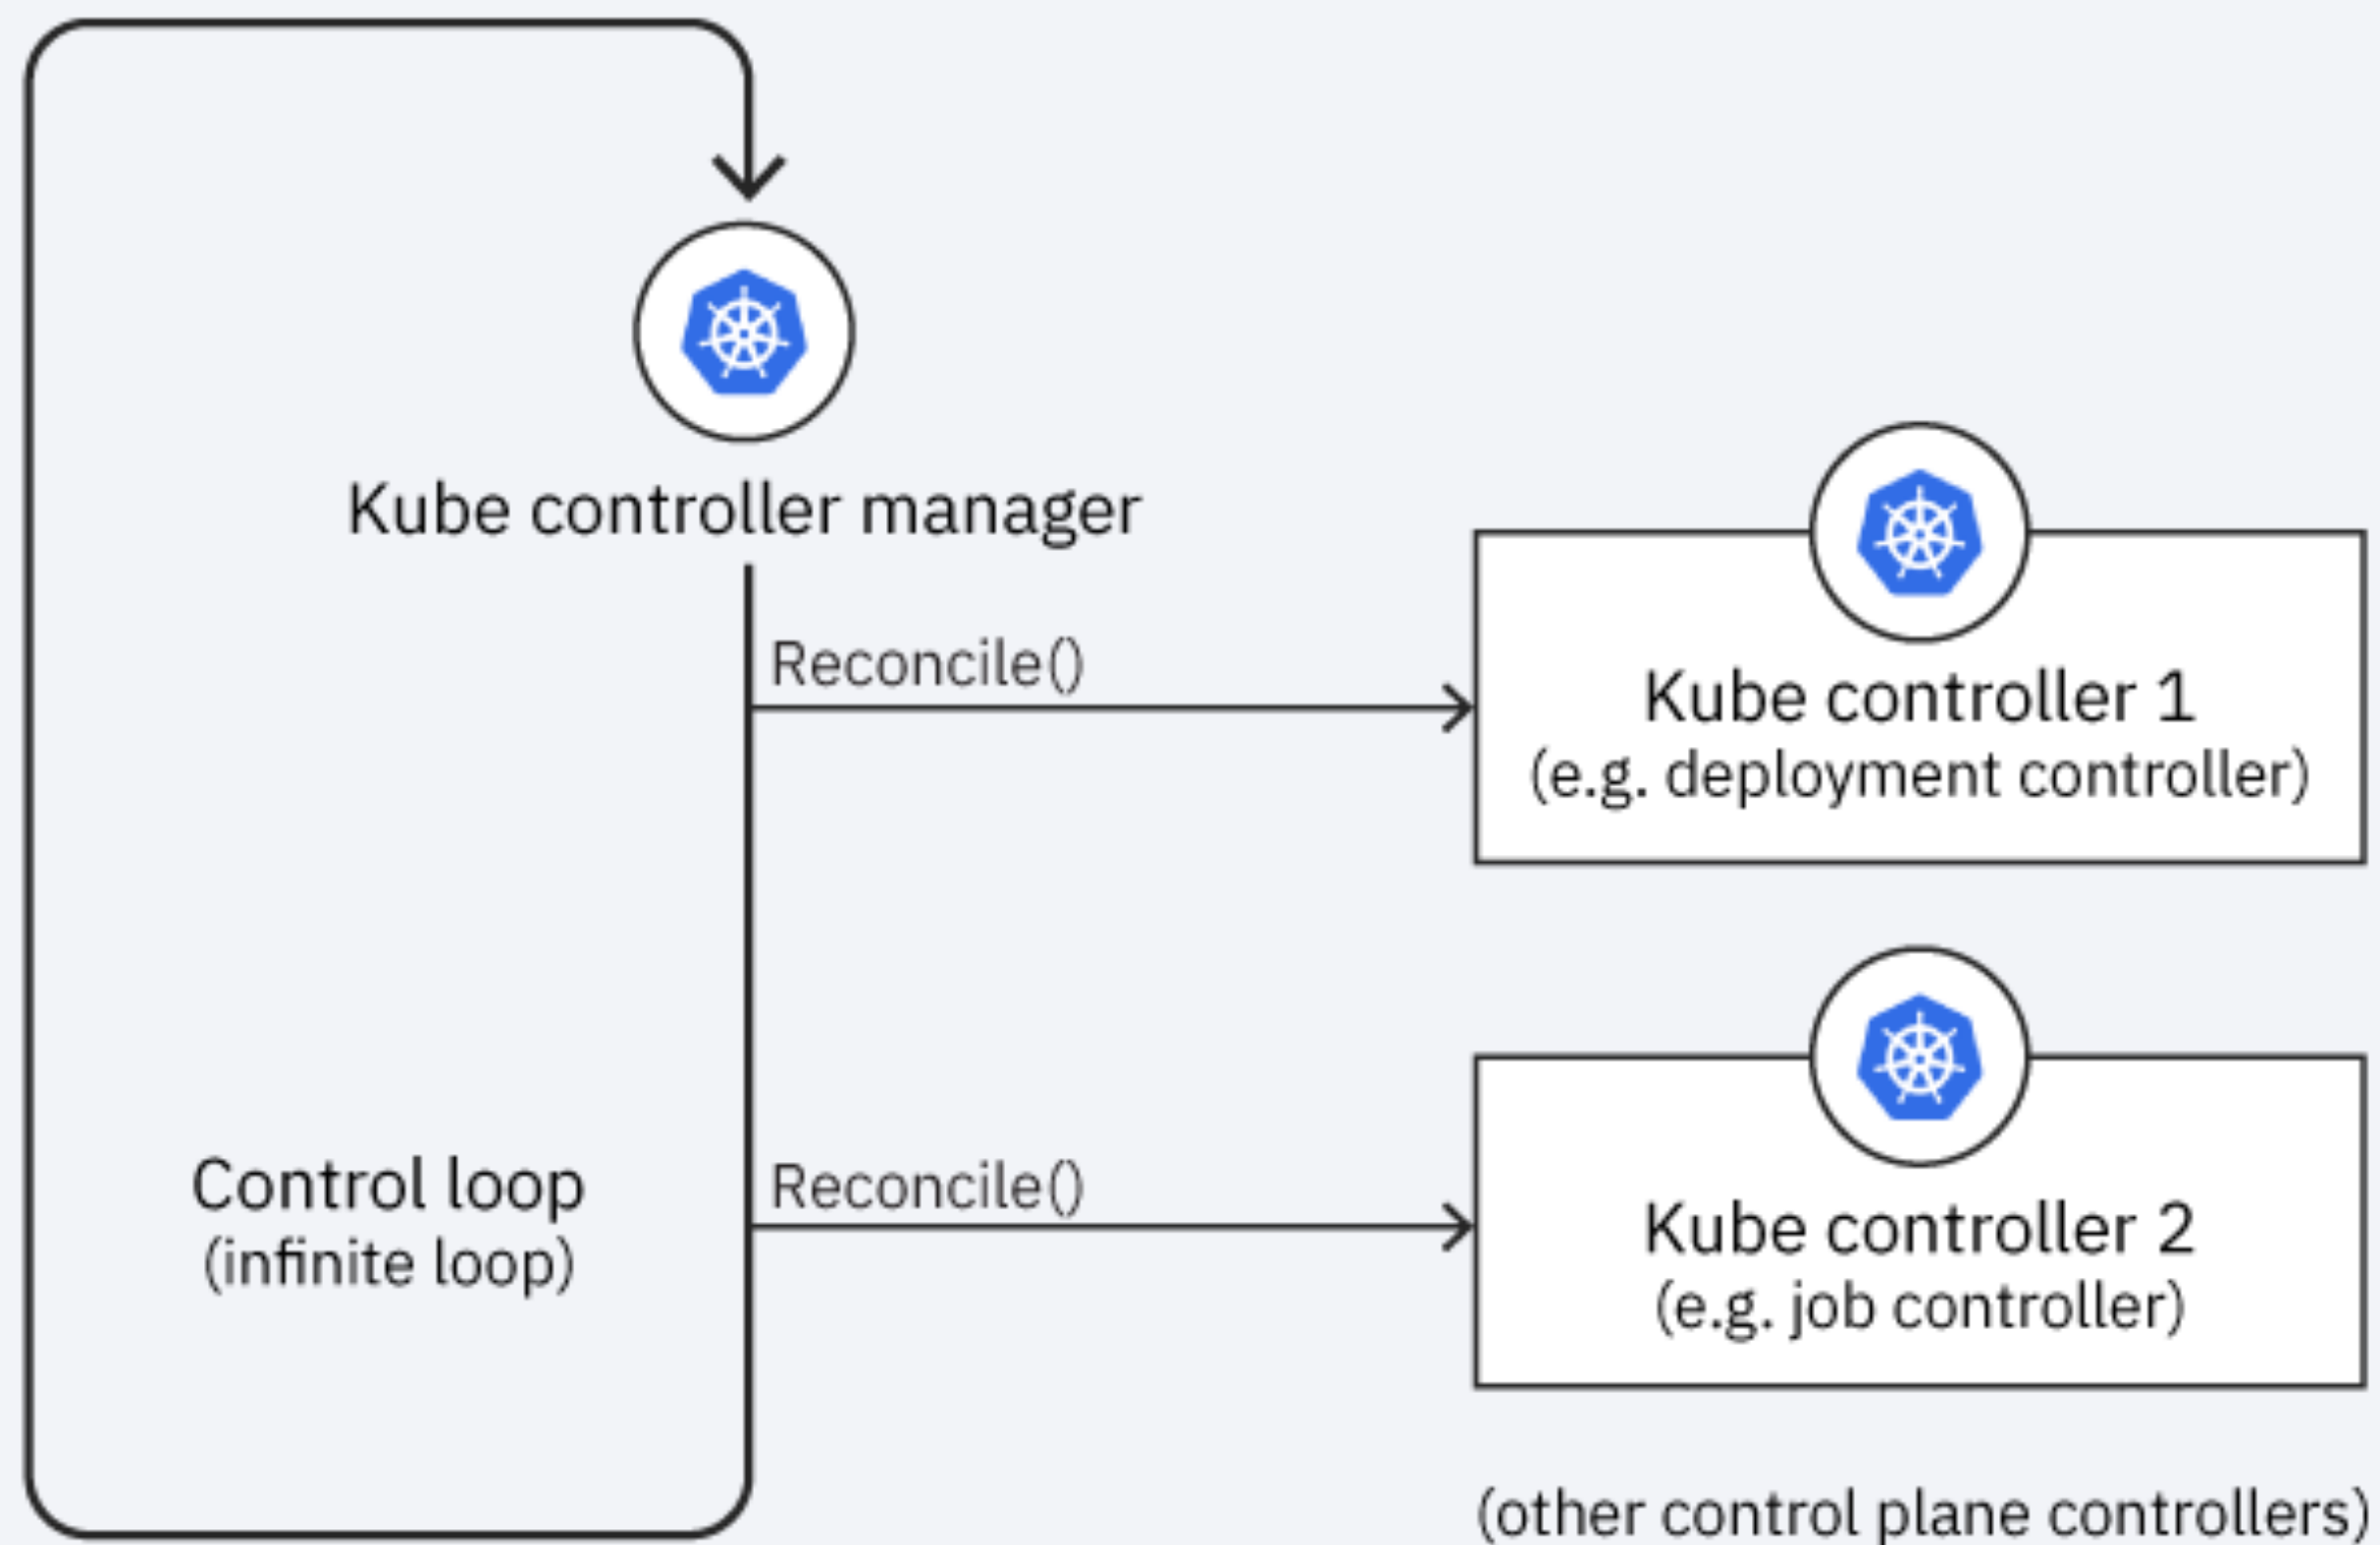 Kube controller manager
Reconcile()
Kube controller 1
(e.g. deployment controller)
Control loop
(infinite loop)
Reconcile()
Kube controller 2
(e.g. job controller)
(other control plane controllers)